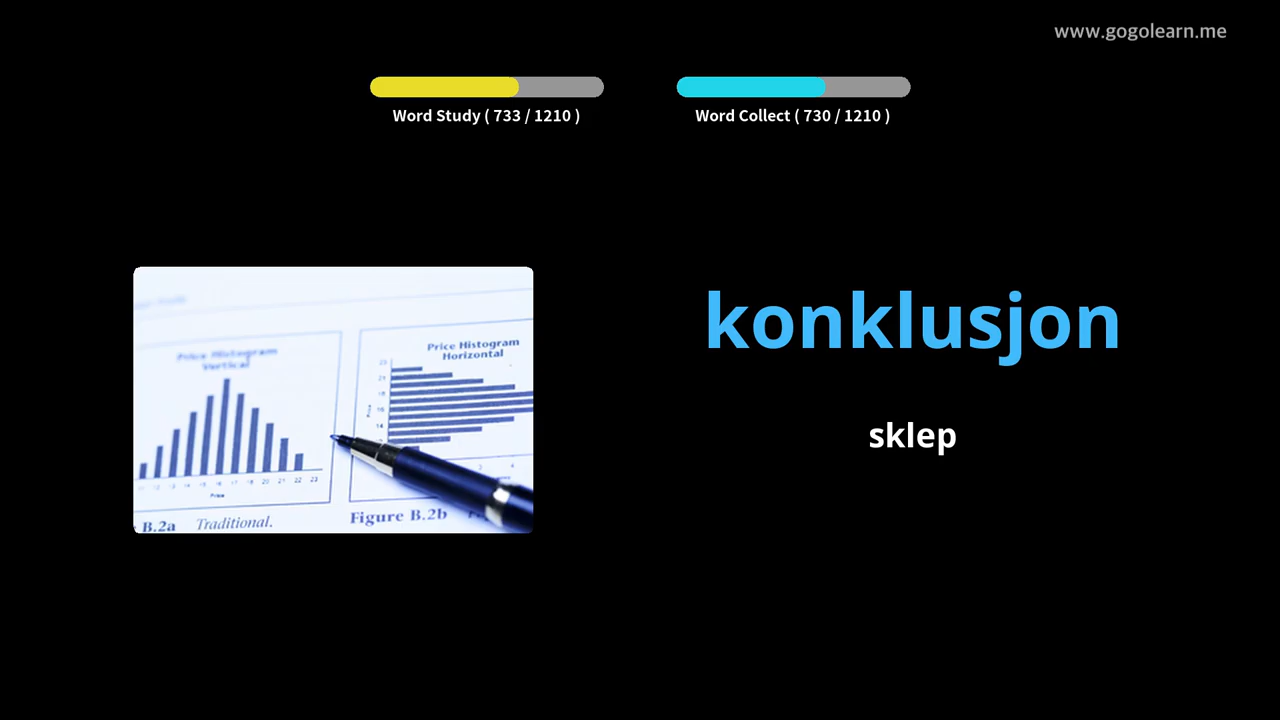 www.gogolearn.me
Word Study ( 733 / 1210 )
Word Collect ( 730 / 1210 )
konklusjon
sklep
Price Histogram
Vertical
Price Histogram
Horizontal
Price
B.2a Traditional.
Figure B.2b